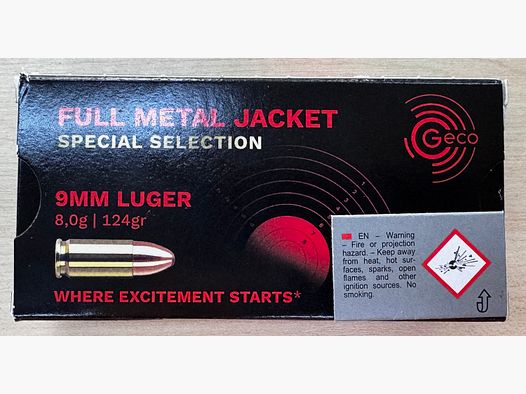 FULL METAL JACKET
SPECIAL SELECTION
Geco
9MM LUGER
8,0g | 124gr
WHERE EXCITEMENT STARTS*
EN – Warning
– Fire or projection
hazard. – Keep away
from heat, hot sur-
faces, sparks, open
flames and other
ignition sources. No
smoking.